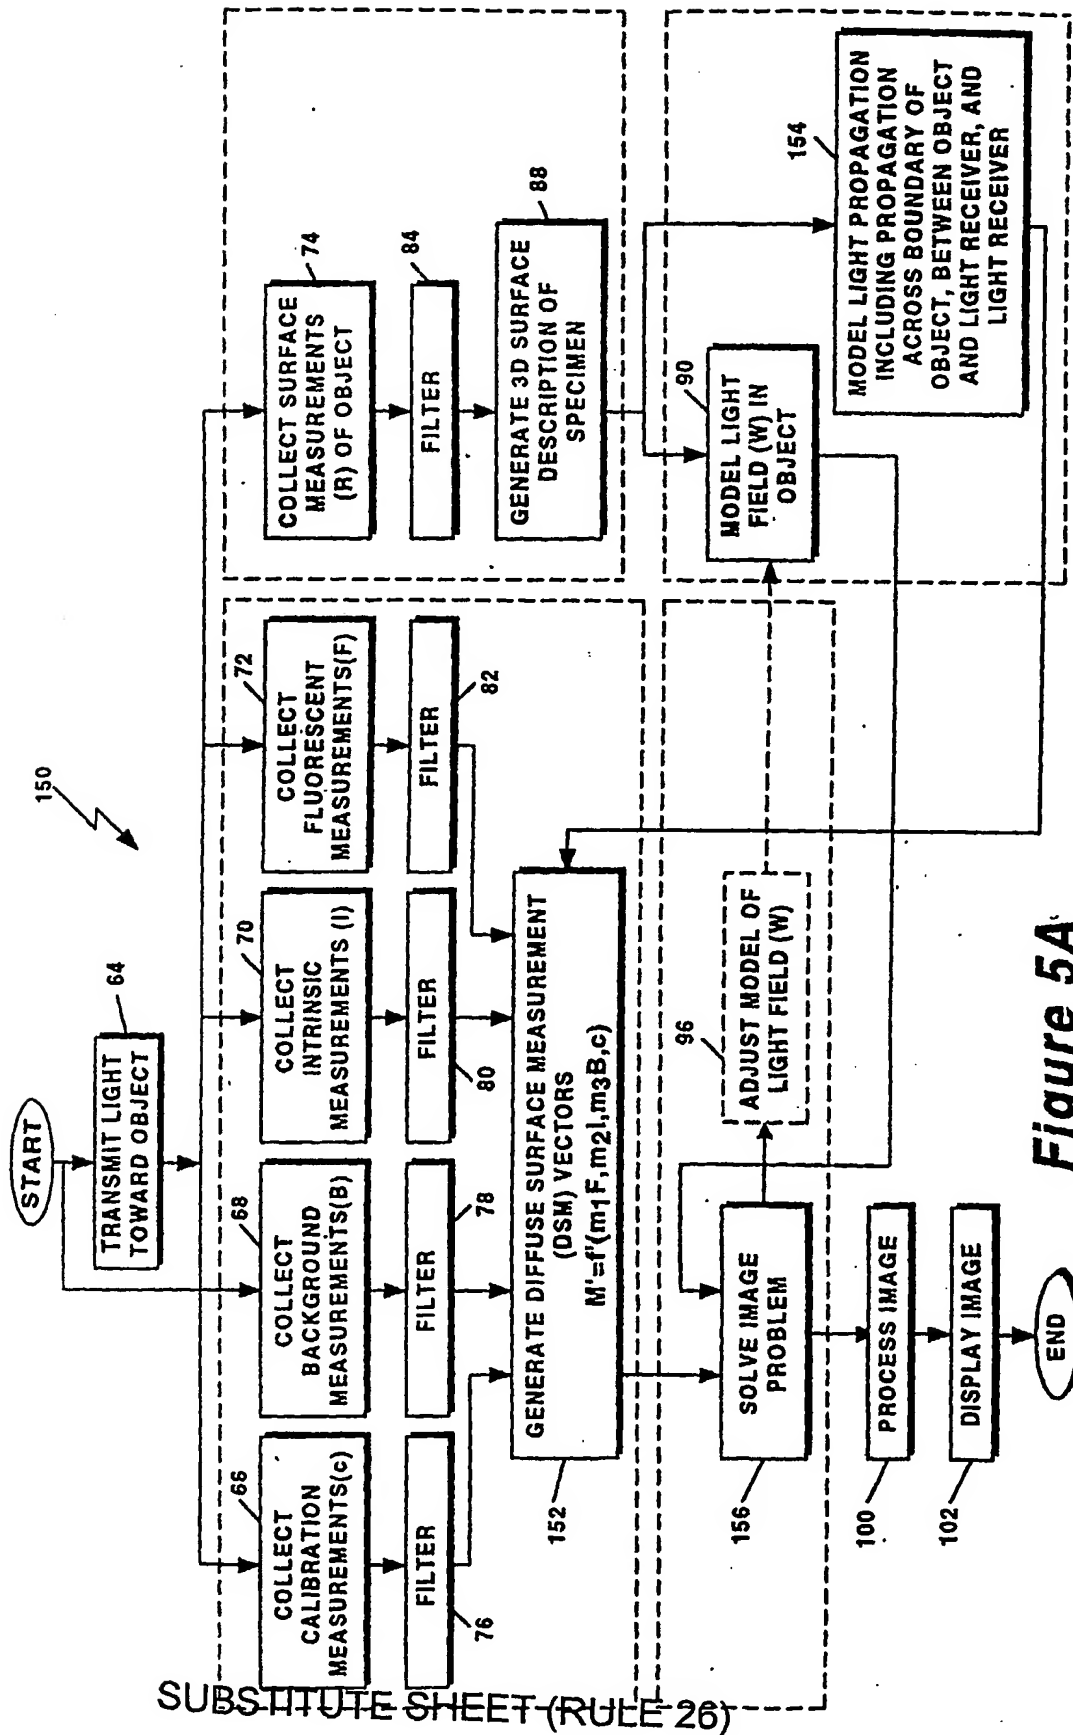 150
START
64
TRANSMIT LIGHT
TOWARD OBJECT
66
COLLECT
CALIBRATION
MEASUREMENTS(c)
68
COLLECT
BACKGROUND
MEASUREMENTS(B)
70
COLLECT
INTRINSIC
MEASUREMENTS (I)
72
COLLECT
FLUORESCENT
MEASUREMENTS(F)
74
COLLECT SURFACE
MEASUREMENTS
(R) OF OBJECT
FILTER
76
FILTER
78
FILTER
80
FILTER
82
FILTER
84
GENERATE DIFFUSE SURFACE MEASUREMENT
(DSM) VECTORS
M'=f'(m1F,m2I,m3B,c)
152
88
GENERATE 3D SURFACE
DESCRIPTION OF
SPECIMEN
SOLVE IMAGE
PROBLEM
156
96
ADJUST MODEL OF
LIGHT FIELD (W)
90
MODEL LIGHT
FIELD (W) IN
OBJECT
154
MODEL LIGHT PROPAGATION
INCLUDING PROPAGATION
ACROSS BOUNDARY OF
OBJECT, BETWEEN OBJECT
AND LIGHT RECEIVER, AND
LIGHT RECEIVER
PROCESS IMAGE
100
DISPLAY IMAGE
102
END
Figure 5A
SUBSTITUTE SHEET (RULE 26)